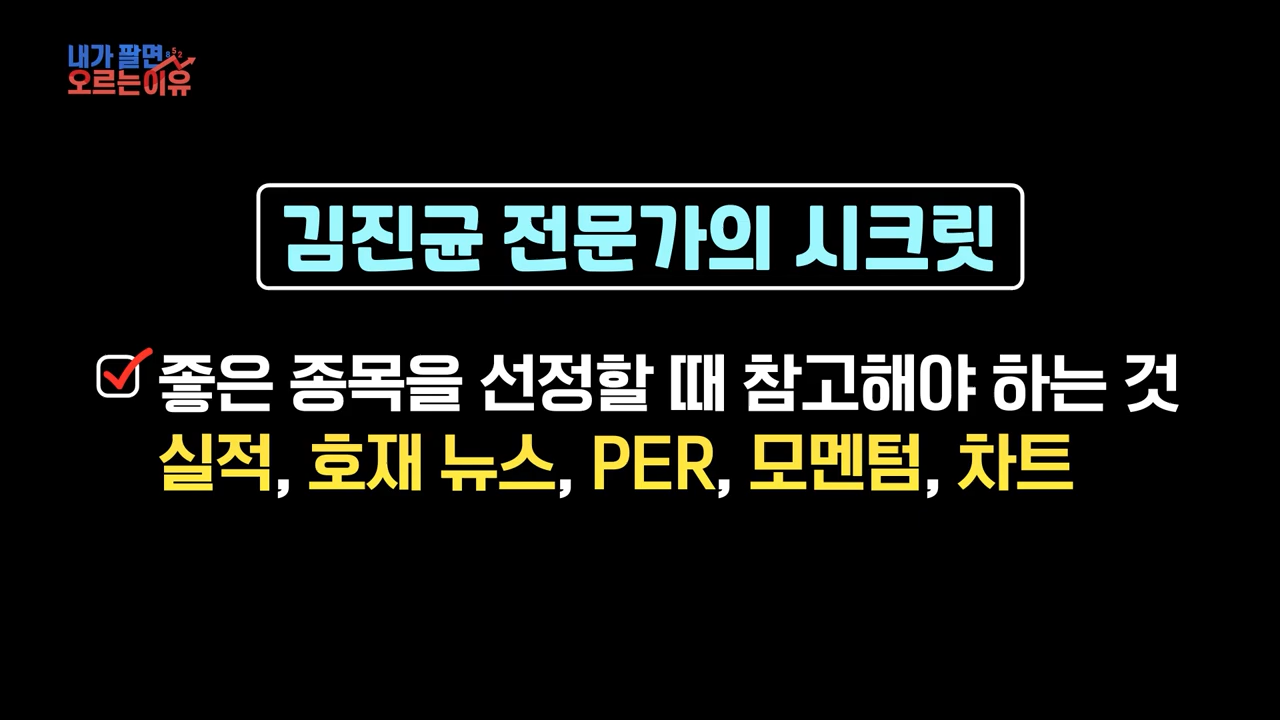 내가 팔면 852
오르는이유
김진균 전문가의 시크릿
좋은 종목을 선정할 때 참고해야 하는 것
실적, 호재 뉴스, PER, 모멘텀, 차트